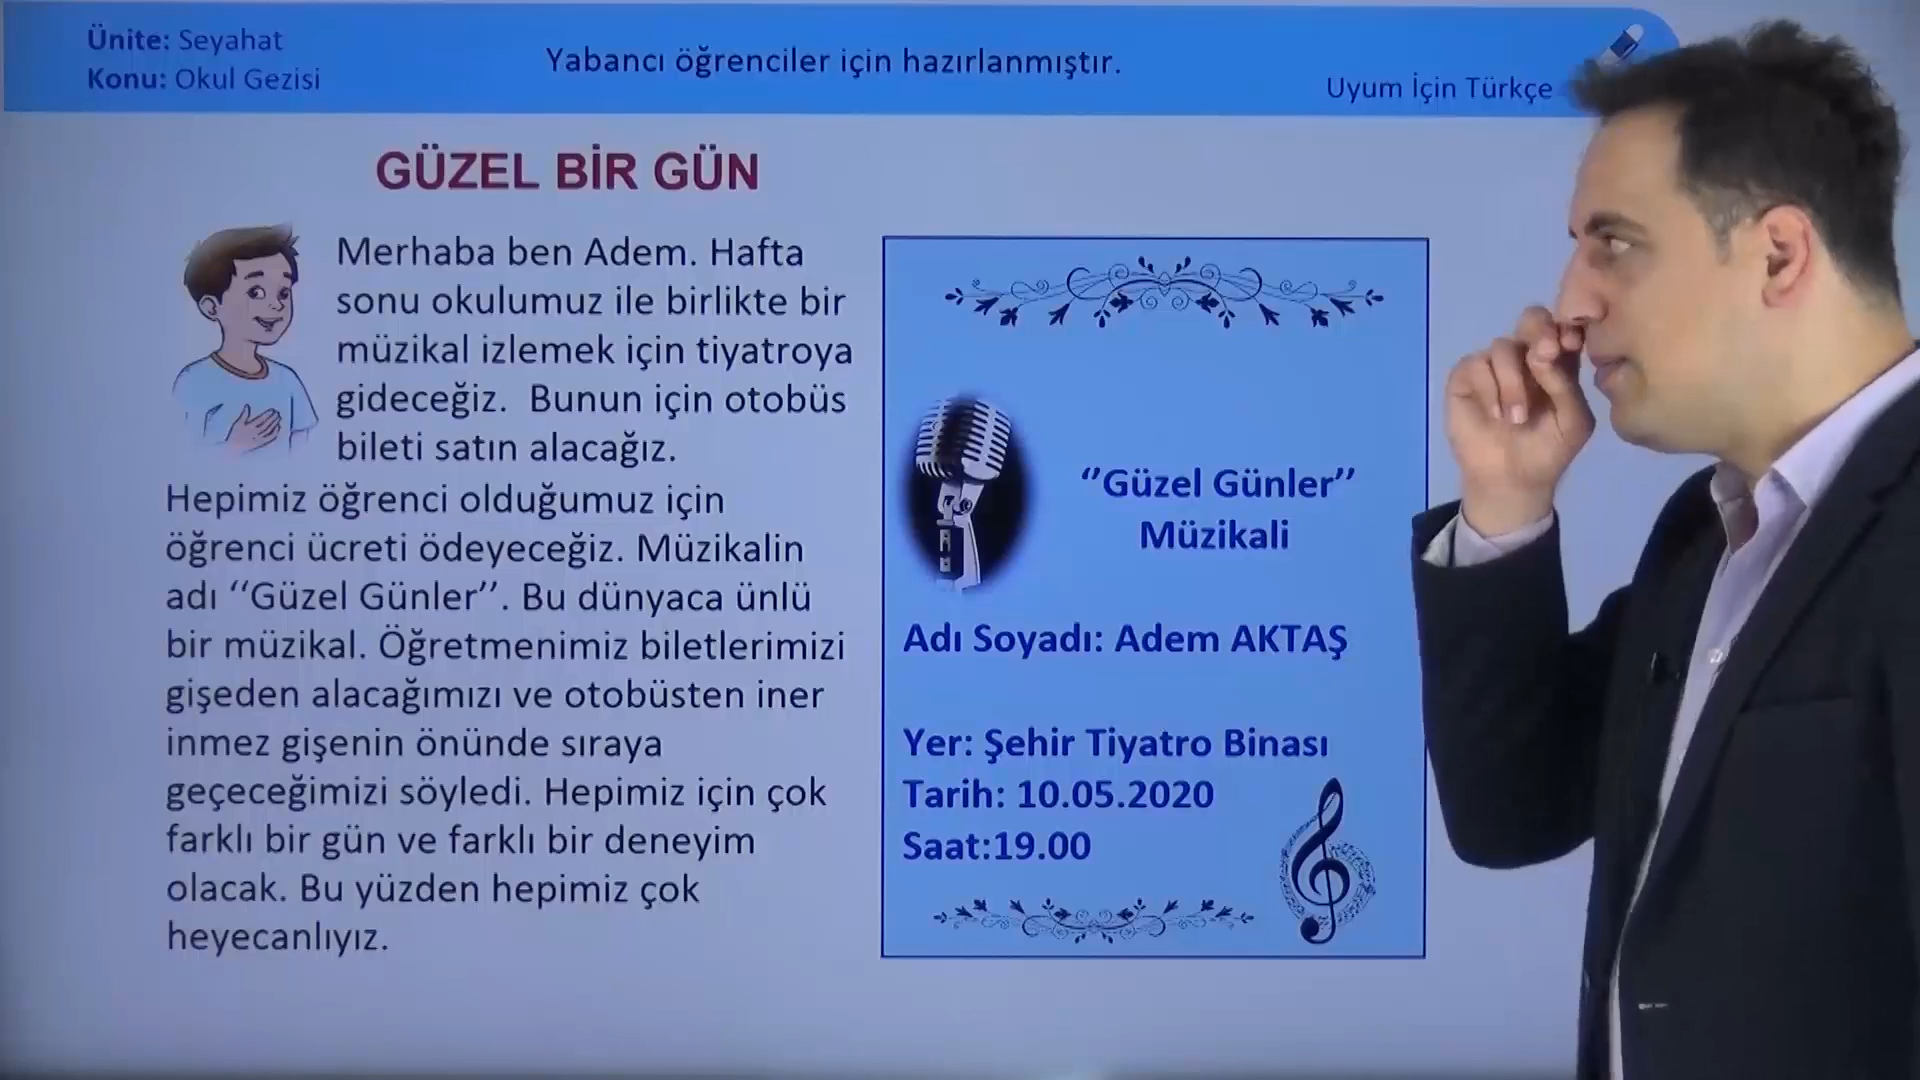 Ünite: Seyahat
Konu: Okul Gezisi
Yabancı öğrenciler için hazırlanmıştır.
Uyum İçin Türkçe
GÜZEL BİR GÜN
Merhaba ben Adem. Hafta
sonu okulumuz ile birlikte bir
müzikal izlemek için tiyatroya
gideceğiz.  Bunun için otobüs
bileti satın alacağız.
Hepimiz öğrenci olduğumuz için
öğrenci ücreti ödeyeceğiz. Müzikalin
adı ‘‘Güzel Günler’’. Bu dünyaca ünlü
bir müzikal. Öğretmenimiz biletlerimizi
gişeden alacağımızı ve otobüsten iner
inmez gişenin önünde sıraya
geçeceğimizi söyledi. Hepimiz için çok
farklı bir gün ve farklı bir deneyim
olacak. Bu yüzden hepimiz çok
heyecanlıyız.
‘‘Güzel Günler’’
Müzikali
Adı Soyadı: Adem AKTAŞ
Yer: Şehir Tiyatro Binası
Tarih: 10.05.2020
Saat:19.00